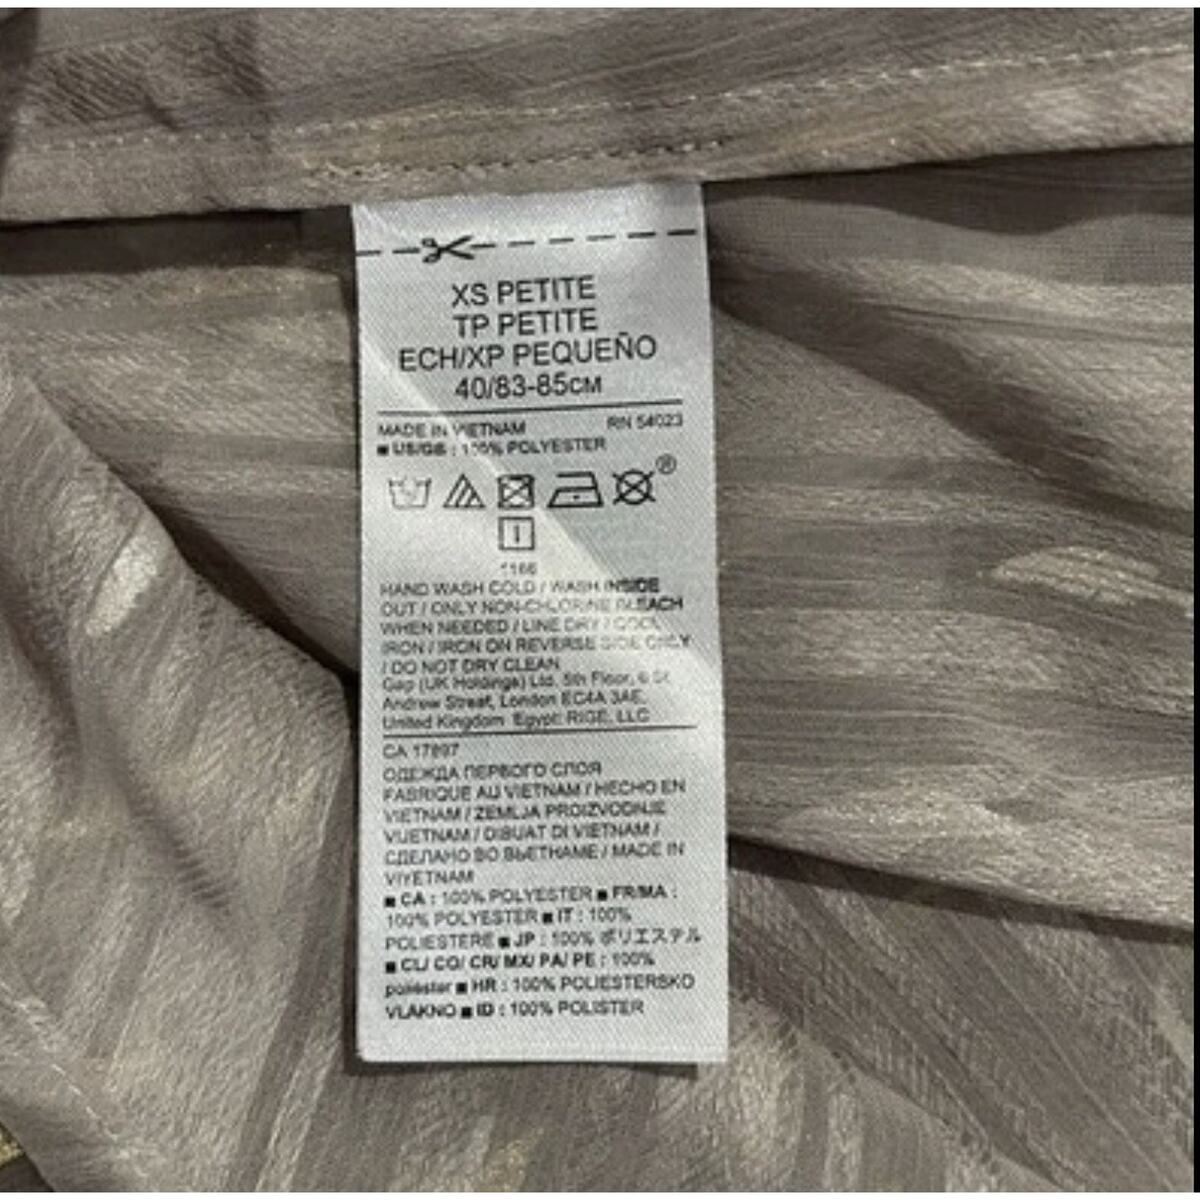 XS PETITE
TP PETITE
ECH/XP PEQUEÑO
40/83-85CM
MADE IN VIETNAM RN 54023
■ US/GB : 100% POLYESTER
®
1166
HAND WASH COLD / WASH INSIDE
OUT / ONLY NON-CHLORINE BLEACH
WHEN NEEDED / LINE DRY / COOL
IRON / IRON ON REVERSE SIDE ONLY
/ DO NOT DRY CLEAN
Gap (UK Holdings) Ltd. 5th Floor, 6 St.
Andrew Street, London EC4A 3AE,
United Kingdom Egypt: RIGE, LLC
CA 17897
ОДЕЖДА ПЕРВОГО СЛОЯ
FABRIQUE AU VIETNAM / HECHO EN
VIETNAM / ZEMLJA PROIZVODNJE
VIJETNAM / DIBUAT DI VIETNAM /
СДЕЛАНО ВО ВЬЕТНАМЕ / MADE IN
VIYETNAM
■ CA : 100% POLYESTER ■ FR/MA :
100% POLYESTER ■ IT : 100%
POLIESTERE ■ JP : 100% ポリエステル
■ CL/ CO/ CR/ MX/ PA/ PE : 100%
poliéster ■ HR : 100% POLIESTERSKO
VLAKNO ■ ID : 100% POLISTER